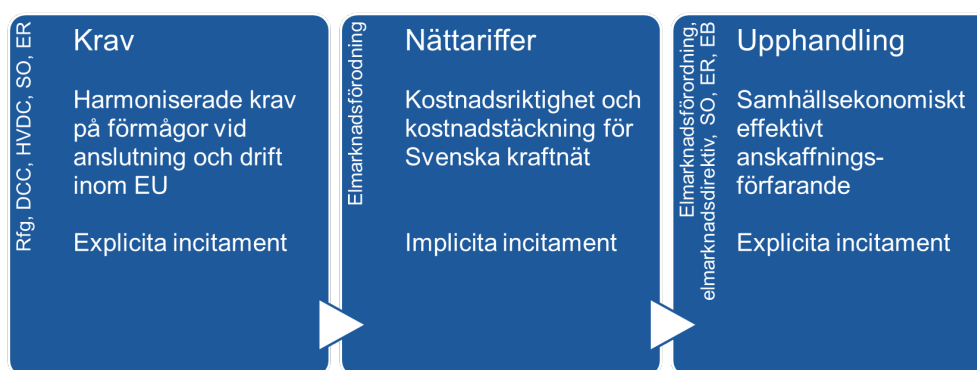 Rfg, DCC, HVDC, SO, ER
Krav
Harmoniserade krav
på förmågor vid
anslutning och drift
inom EU
Explicita incitament
Elmarknadsförodning
Nättariffer
Kostnadsriktighet och
kostnadstäckning för
Svenska kraftnät
Implicita incitament
Elmarknadsförordning,
elmarknadsdirektiv, SO, ER, EB
Upphandling
Samhällsekonomiskt
effektivt
anskaffnings-
förfarande
Explicita incitament